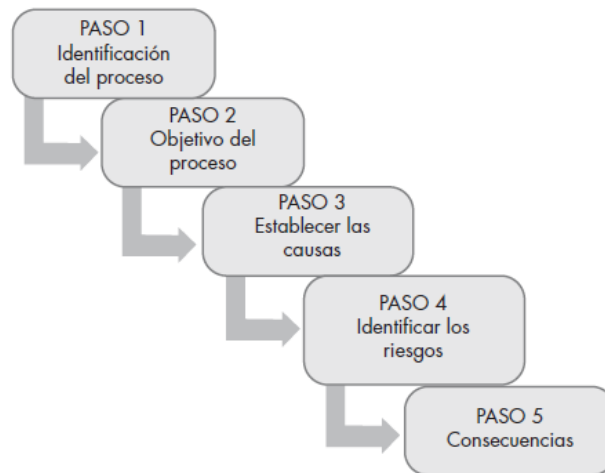 PASO 1
Identificación
del proceso
PASO 2
Objetivo del
proceso
PASO 3
Establecer las
causas
PASO 4
Identificar los
riesgos
PASO 5
Consecuencias